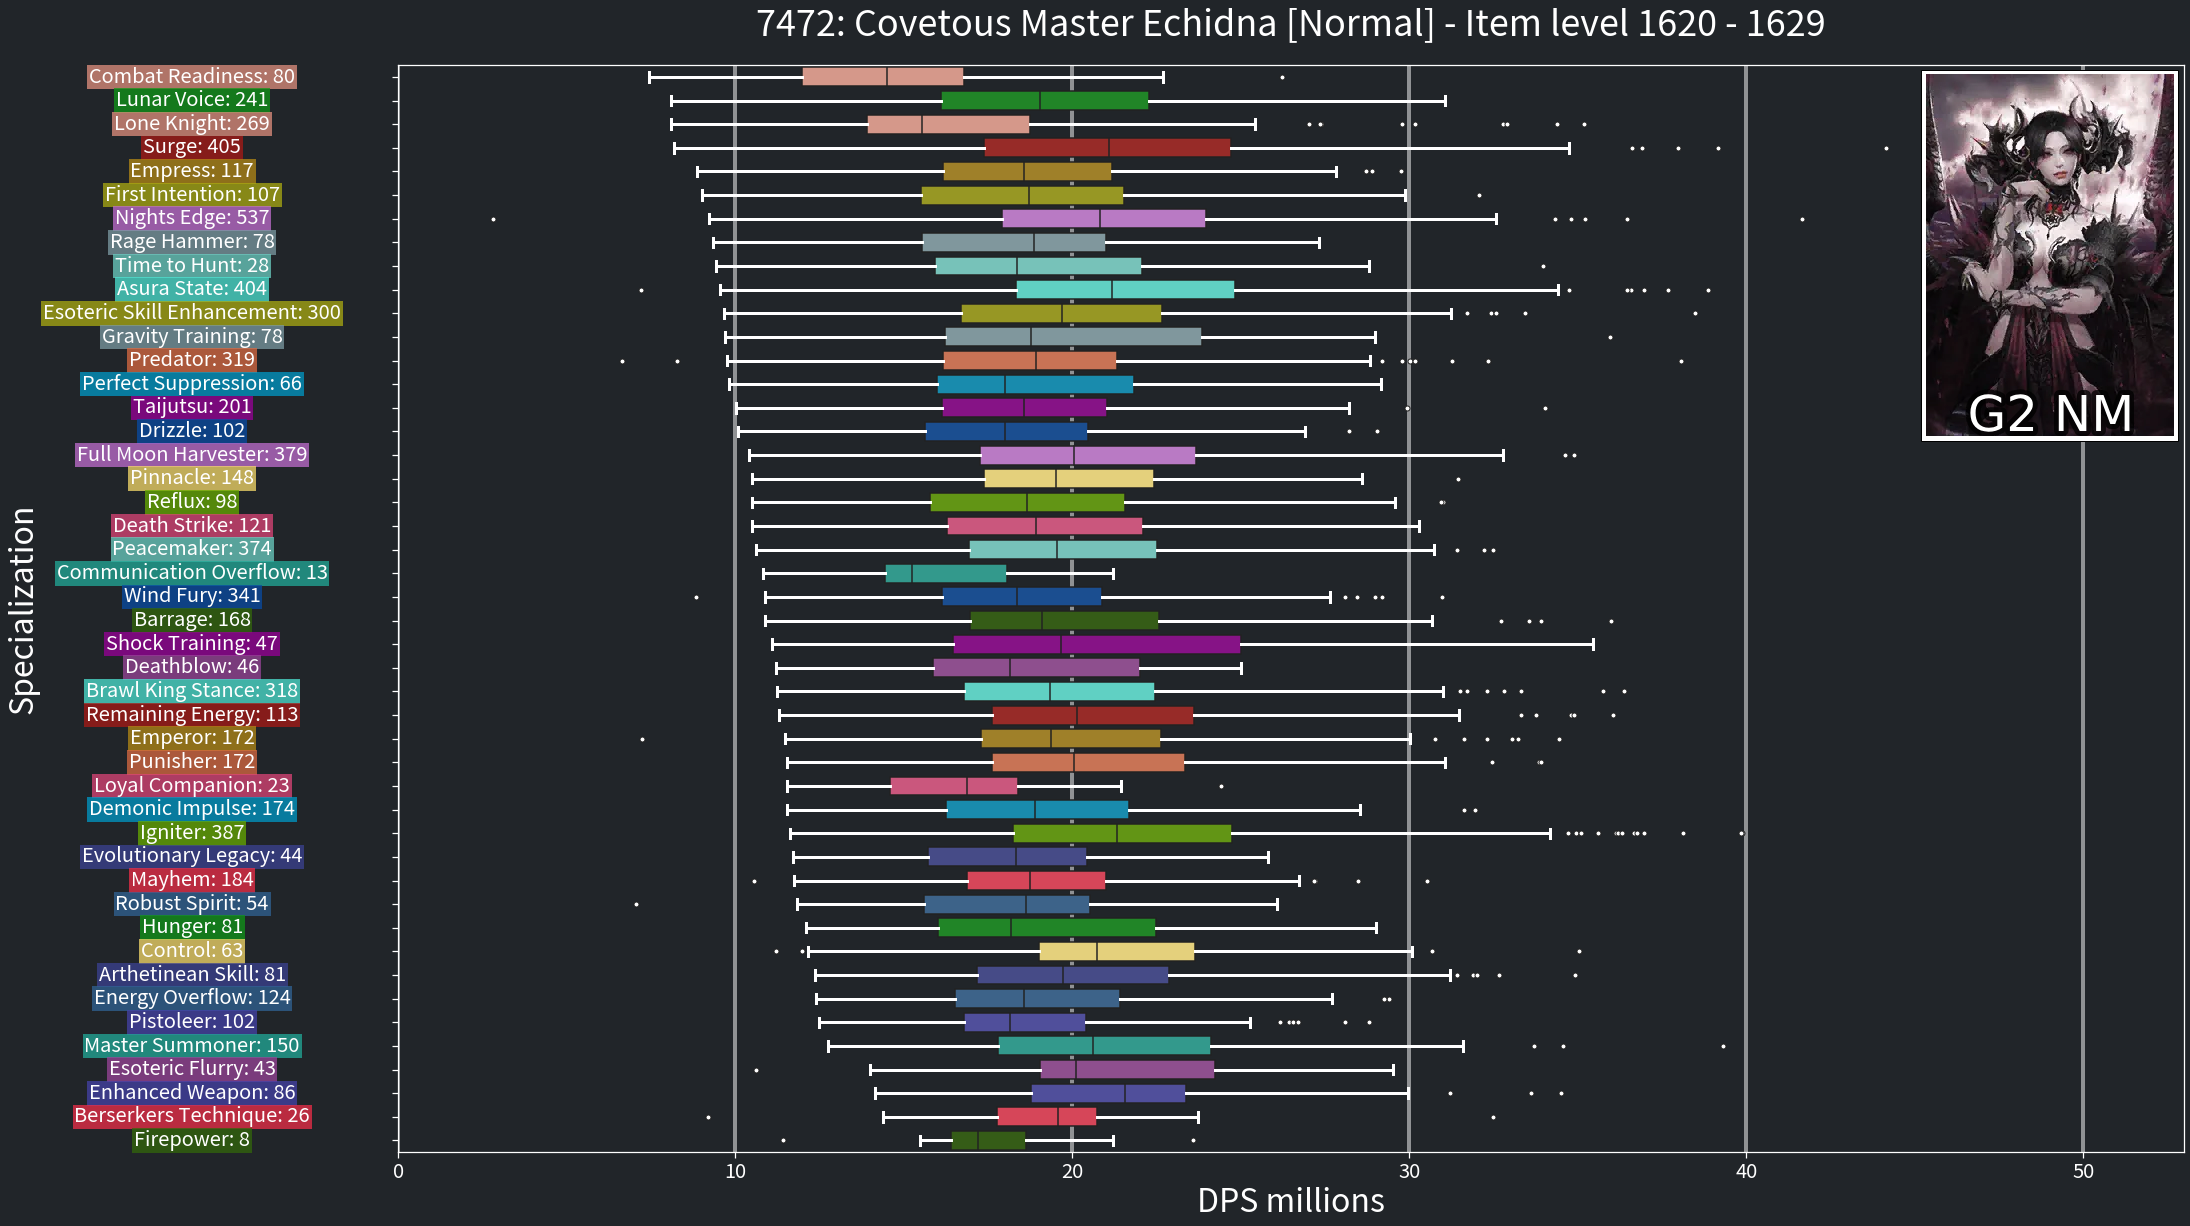 7472: Covetous Master Echidna [Normal] - Item level 1620 - 1629
Combat Readiness: 80
Lunar Voice: 241
Lone Knight: 269
Surge: 405
Empress: 117
First Intention: 107
Nights Edge: 537
Rage Hammer: 78
Time to Hunt: 28
Asura State: 404
Esoteric Skill Enhancement: 300
Gravity Training: 78
Predator: 319
Perfect Suppression: 66
Taijutsu: 201
Drizzle: 102
Full Moon Harvester: 379
Pinnacle: 148
Reflux: 98
Death Strike: 121
Peacemaker: 374
Communication Overflow: 13
Wind Fury: 341
Barrage: 168
Shock Training: 47
Deathblow: 46
Brawl King Stance: 318
Remaining Energy: 113
Emperor: 172
Punisher: 172
Loyal Companion: 23
Demonic Impulse: 174
Igniter: 387
Evolutionary Legacy: 44
Mayhem: 184
Robust Spirit: 54
Hunger: 81
Control: 63
Arthetinean Skill: 81
Energy Overflow: 124
Pistoleer: 102
Master Summoner: 150
Esoteric Flurry: 43
Enhanced Weapon: 86
Berserkers Technique: 26
Firepower: 8
Specialization
G2 NM
0 10 20 30 40 50
DPS millions